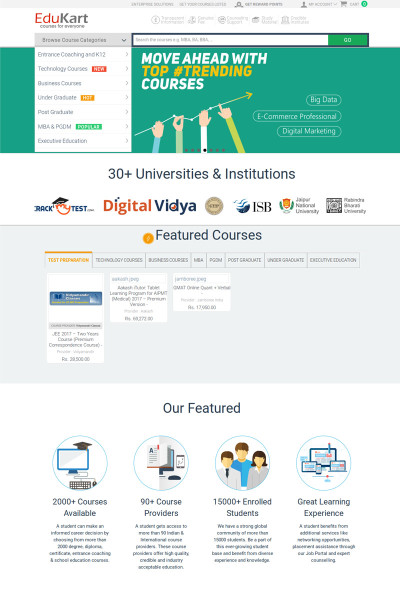 ENTERPRISE SOLUTIONS GET YOUR COURSES LISTED GET REWARD POINTS MY ACCOUNT CART 0
EduKart
courses for everyone
Transparent Information
Genuine Fee
Counselling Support
Study Material
Credible Institutes
Browse Course Categories
Search the courses e.g. MBA, BA, BBA,...
GO
Entrance Coaching and K12
Technology Courses NEW
Business Courses
Under Graduate HOT
Post Graduate
MBA & PGDM POPULAR
Executive Education
MOVE AHEAD WITH
TOP #TRENDING
COURSES
Big Data
E-Commerce Professional
Digital Marketing
30+ Universities & Institutions
CRACK TEST.com
Digital Vidya
ISB
Jaipur National University
Rabindra Bharati University
Featured Courses
TEST PREPARATION TECHNOLOGY COURSES BUSINESS COURSES MBA PGDM POST GRADUATE UNDER GRADUATE EXECUTIVE EDUCATION
JEE 2017 – Two Years
Course (Premium
Correspondence Course) -
Rs. 28,500.00
aakash.jpeg
Aakash iTutor Tablet
Learning Program for AIPMT
(Medical) 2017 – Premium
Version -
Provider : Aakash
Rs. 60,272.00
jamboree.jpeg
GMAT Online Quant + Verbal
-
Provider : Jamboree India
Rs. 17,950.00
Our Featured
2000+ Courses
Available
A student can make an
informed career decision by
choosing from more than
2000 degree, diploma,
certificate, entrance coaching
& school education courses.
90+ Course
Providers
A student gets access to
more than 90 Indian &
International course
providers. These course
providers offer high quality,
credible and industry
acceptable education.
15000+ Enrolled
Students
We have a strong global
community of more than
15000 students. Be a part of
this ever-growing student
base and benefit from diverse
experience and knowledge.
Great Learning
Experience
A student benefits from
additional services like
networking opportunities,
placement assistance through
our Job Portal and expert
counselling.